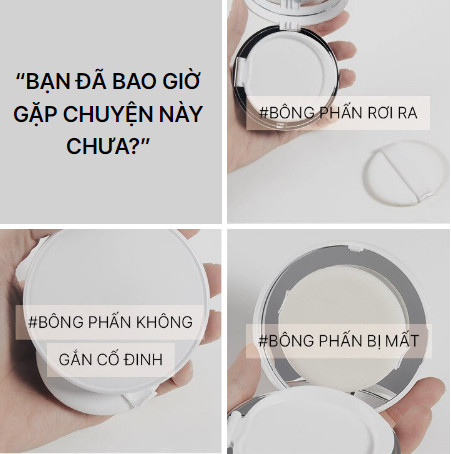 “BẠN ĐÃ BAO GIỜ
GẶP CHUYỆN NÀY
CHƯA?”
#BÔNG PHẤN RƠI RA
#BÔNG PHẤN KHÔNG
GẮN CỐ ĐINH
#BÔNG PHẤN BỊ MẤT